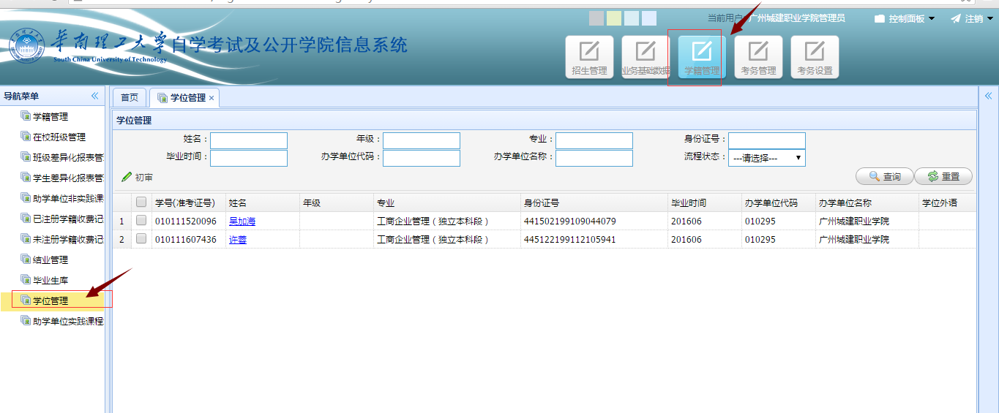 华南理工大学自学考试及公开学院信息系统
South China University of Technology
当前用户
广州城建职业学院管理员
控制面板
注销
招生管理
业务基础数据
学籍管理
考务管理
考务设置
导航菜单
学籍管理
在校班级管理
班级差异化报表管
学生差异化报表管
助学单位非实践课
已注册学籍收费记
未注册学籍收费记
结业管理
毕业生库
学位管理
助学单位实践课程
首页 学位管理
学位管理
姓名： 年级： 专业： 身份证号：
毕业时间： 办学单位代码： 办学单位名称： 流程状态： ---请选择---
初审 查询 重置
学号(准考证号) 姓名 年级 专业 身份证号 毕业时间 办学单位代码 办学单位名称 学位外语
1 010111520096 吴加海 工商企业管理（独立本科段） 441502199109044079 201606 010295 广州城建职业学院
2 010111607436 许蓉 工商企业管理（独立本科段） 445122199112105941 201606 010295 广州城建职业学院